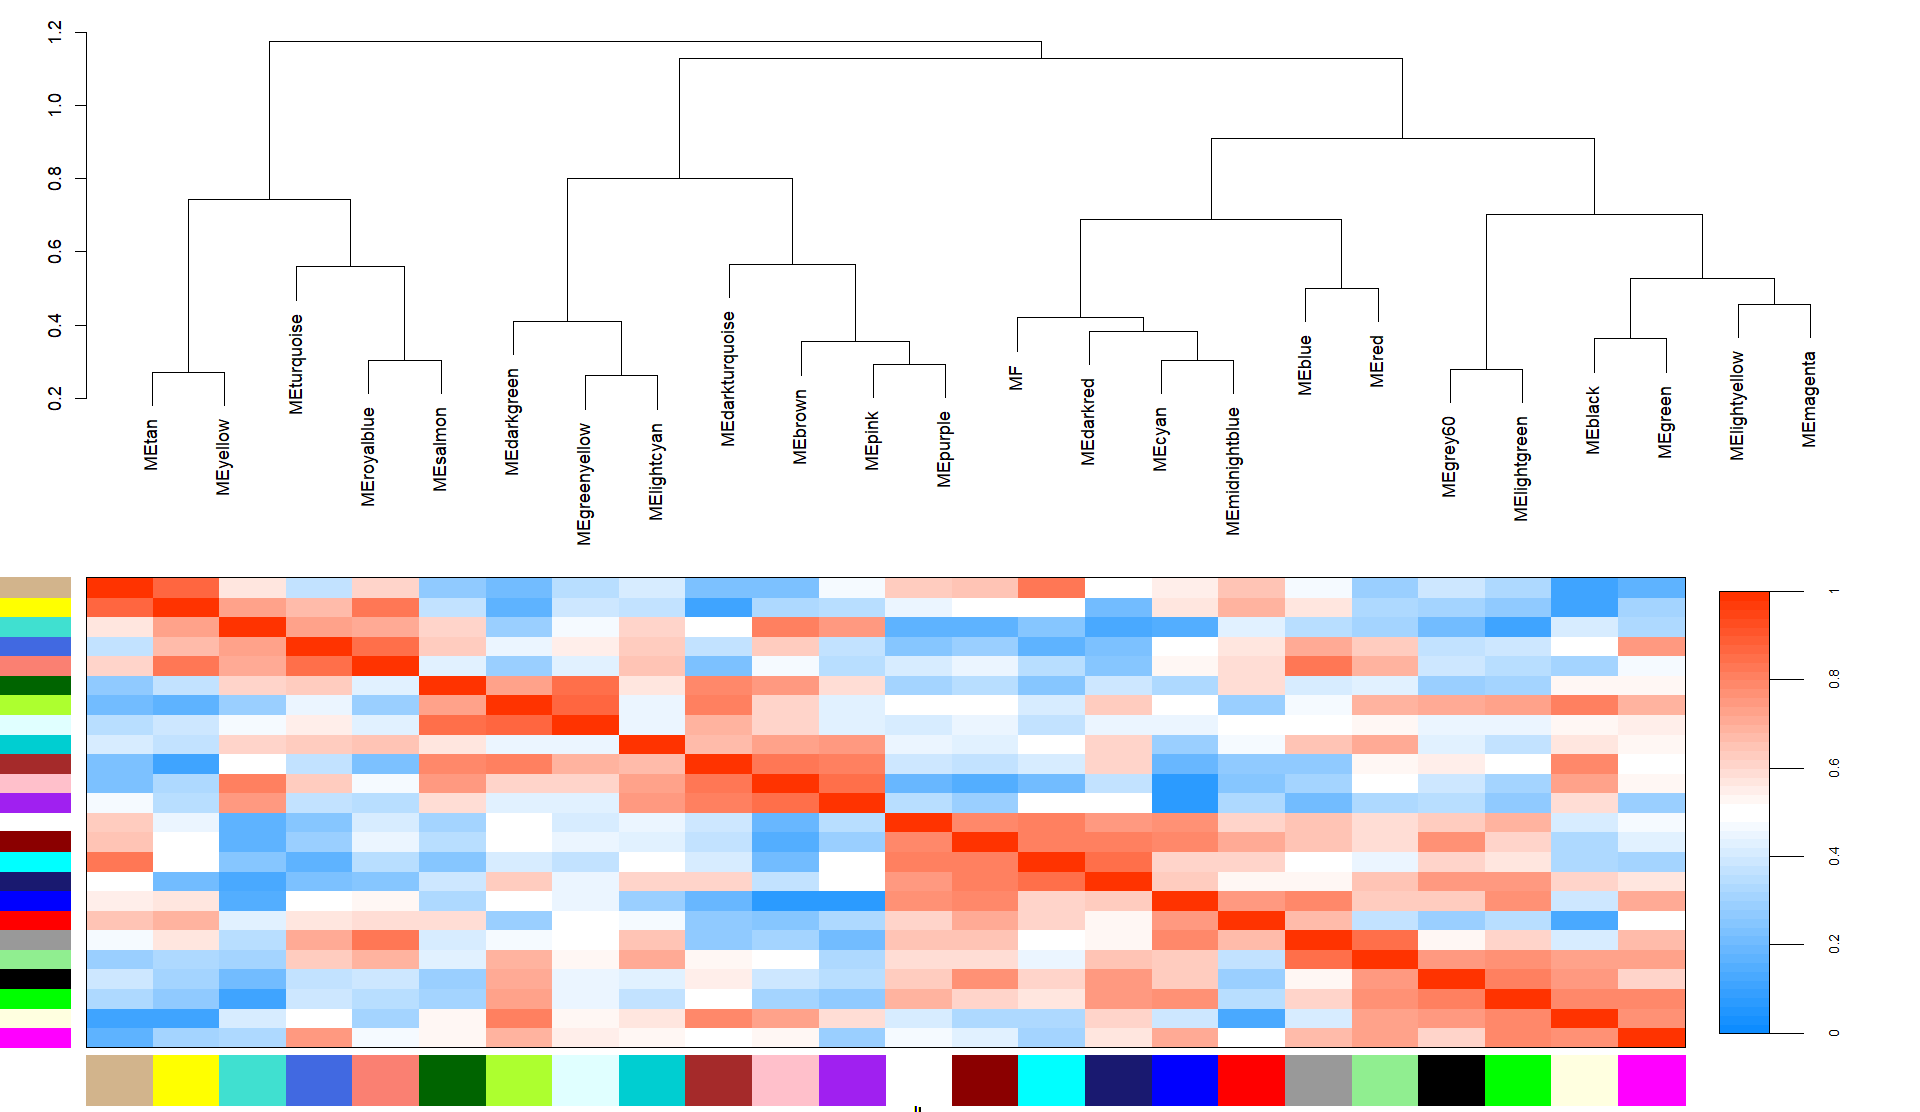 1.2
1.0
0.8
0.6
0.4
0.2
MEtan
MEyellow
MEturquoise
MEroyalblue
MEsalmon
MEdarkgreen
MEgreenyellow
MElightcyan
MEdarkturquoise
MEbrown
MEpink
MEpurple
MF
MEdarkred
MEcyan
MEmidnightblue
MEblue
MEred
MEgrey60
MElightgreen
MEblack
MEgreen
MElightyellow
MEmagenta
1
0.8
0.6
0.4
0.2
0